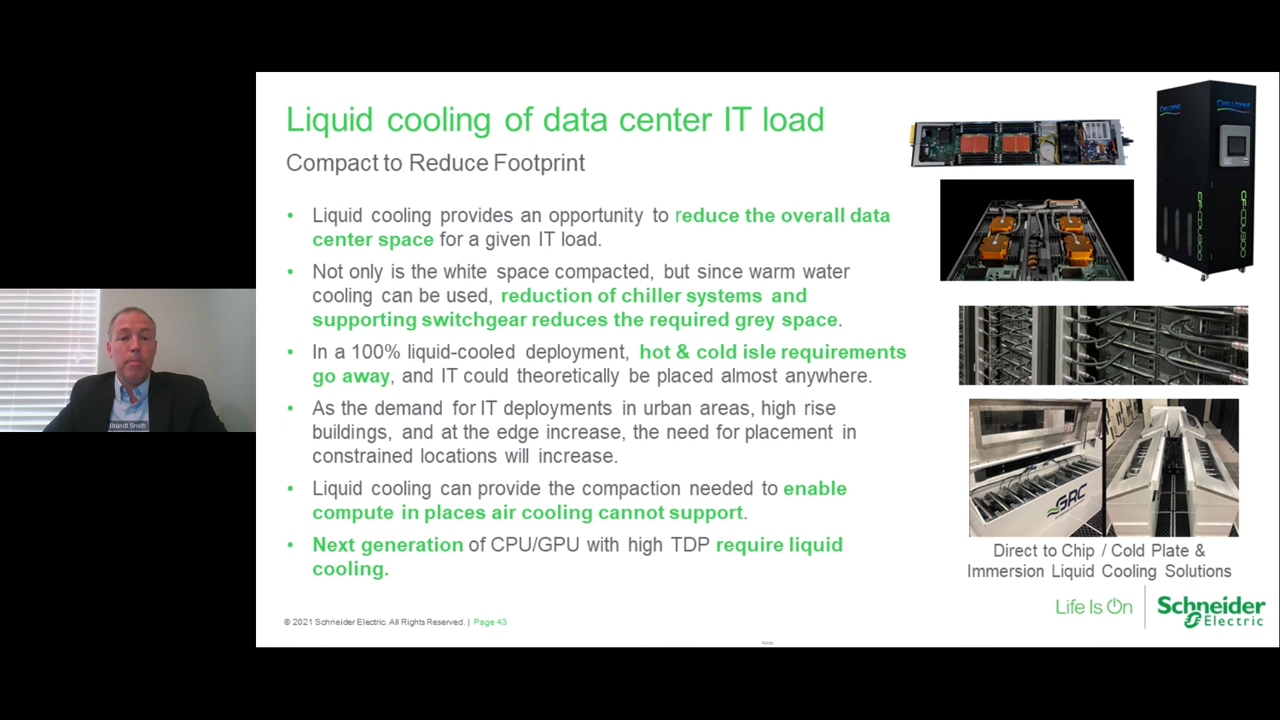 Liquid cooling of data center IT load
Compact to Reduce Footprint
• Liquid cooling provides an opportunity to reduce the overall data
center space for a given IT load.
• Not only is the white space compacted, but since warm water
cooling can be used, reduction of chiller systems and
supporting switchgear reduces the required grey space.
• In a 100% liquid-cooled deployment, hot & cold isle requirements
go away, and IT could theoretically be placed almost anywhere.
• As the demand for IT deployments in urban areas, high rise
buildings, and at the edge increase, the need for placement in
constrained locations will increase.
• Liquid cooling can provide the compaction needed to enable
compute in places air cooling cannot support.
• Next generation of CPU/GPU with high TDP require liquid
cooling.
CHILLDYNE
CF-CDU300
GRC
Direct to Chip / Cold Plate &
Immersion Liquid Cooling Solutions
Life Is On
Schneider
Electric
© 2021 Schneider Electric. All Rights Reserved. | Page 43
Brandt Smith